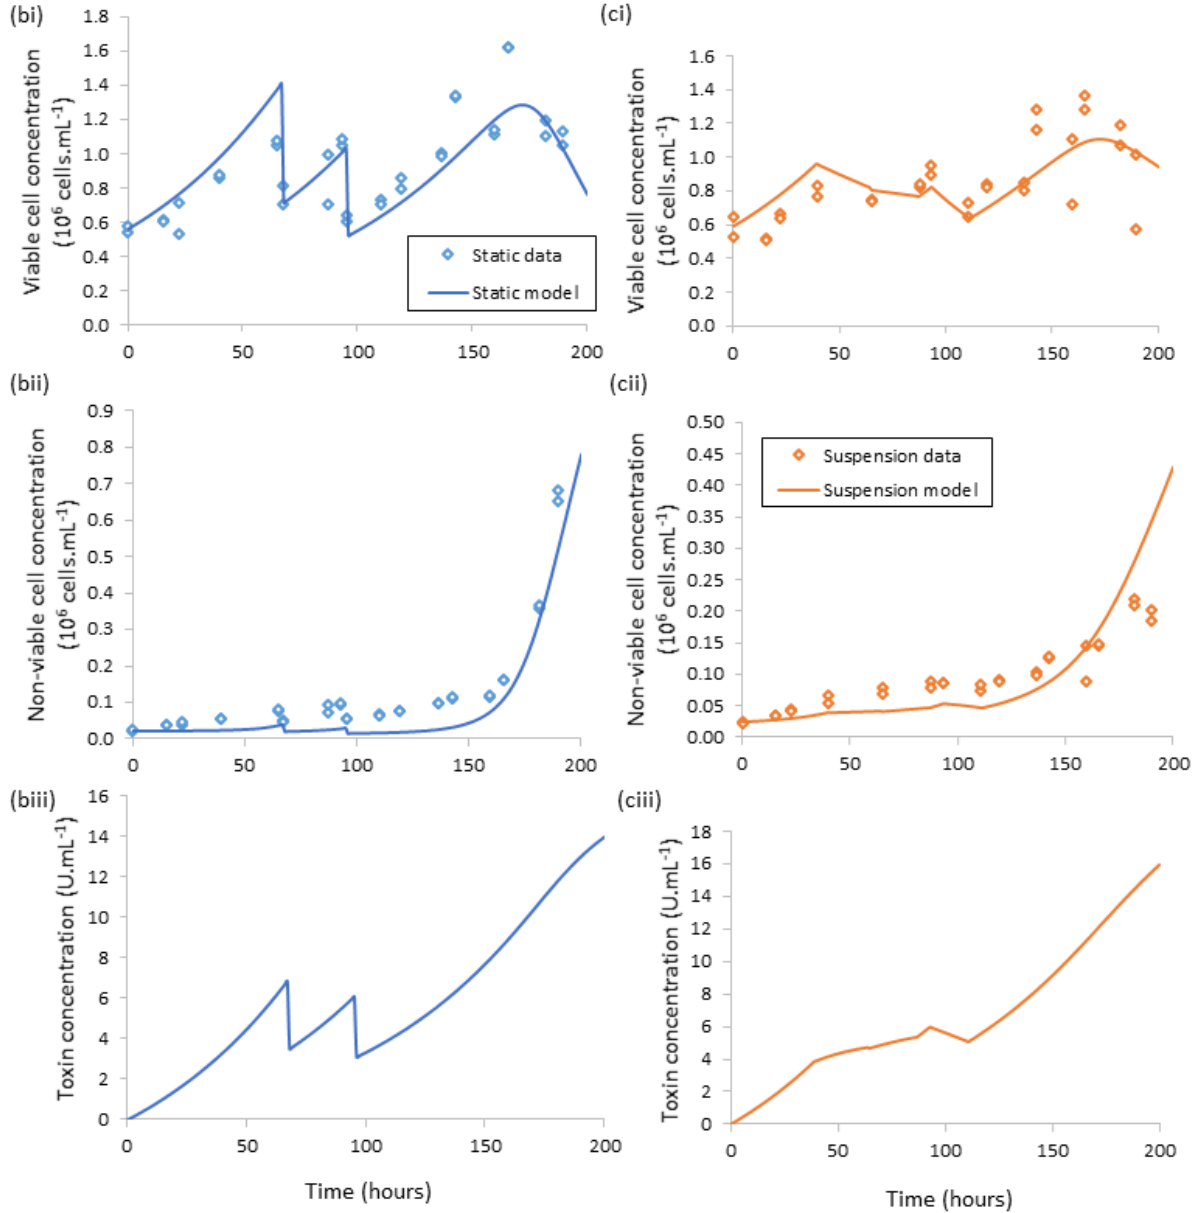 (bi)
Viable cell concentration
(10⁶ cells.mL⁻¹)
1.8
1.6
1.4
1.2
1.0
0.8
0.6
0.4
0.2
0.0
0 50 100 150 200
Static data
Static model
(ci)
Viable cell concentration
(10⁶ cells.mL⁻¹)
1.6
1.4
1.2
1.0
0.8
0.6
0.4
0.2
0.0
0 50 100 150 200
(bii)
Non-viable cell concentration
(10⁶ cells.mL⁻¹)
0.9
0.8
0.7
0.6
0.5
0.4
0.3
0.2
0.1
0.0
0 50 100 150 200
(cii)
Non-viable cell concentration
(10⁶ cells.mL⁻¹)
0.50
0.45
0.40
0.35
0.30
0.25
0.20
0.15
0.10
0.05
0.00
0 50 100 150 200
Suspension data
Suspension model
(biii)
Toxin concentration (U.mL⁻¹)
16
14
12
10
8
6
4
2
0
0 50 100 150 200
Time (hours)
(ciii)
Toxin concentration (U.mL⁻¹)
18
16
14
12
10
8
6
4
2
0
0 50 100 150 200
Time (hours)